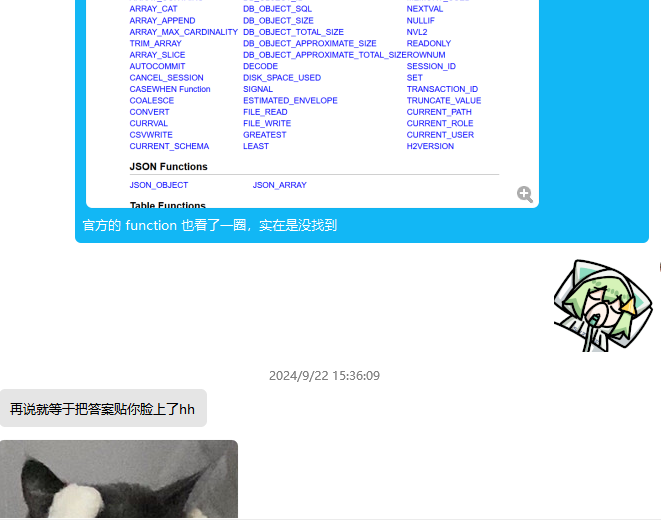 ARRAY_CAT DB_OBJECT_SQL NEXTVAL
ARRAY_APPEND DB_OBJECT_SIZE NULLIF
ARRAY_MAX_CARDINALITY DB_OBJECT_TOTAL_SIZE NVL2
TRIM_ARRAY DB_OBJECT_APPROXIMATE_SIZE READONLY
ARRAY_SLICE DB_OBJECT_APPROXIMATE_TOTAL_SIZE ROWNUM
AUTOCOMMIT DECODE SESSION_ID
CANCEL_SESSION DISK_SPACE_USED SET
CASEWHEN Function SIGNAL TRANSACTION_ID
COALESCE ESTIMATED_ENVELOPE TRUNCATE_VALUE
CONVERT FILE_READ CURRENT_PATH
CURRVAL FILE_WRITE CURRENT_ROLE
CSVWRITE GREATEST CURRENT_USER
CURRENT_SCHEMA LEAST H2VERSION
JSON Functions
JSON_OBJECT JSON_ARRAY
Table Functions
官方的 function 也看了一圈，实在是没找到
2024/9/22 15:36:09
再说就等于把答案贴你脸上了hh